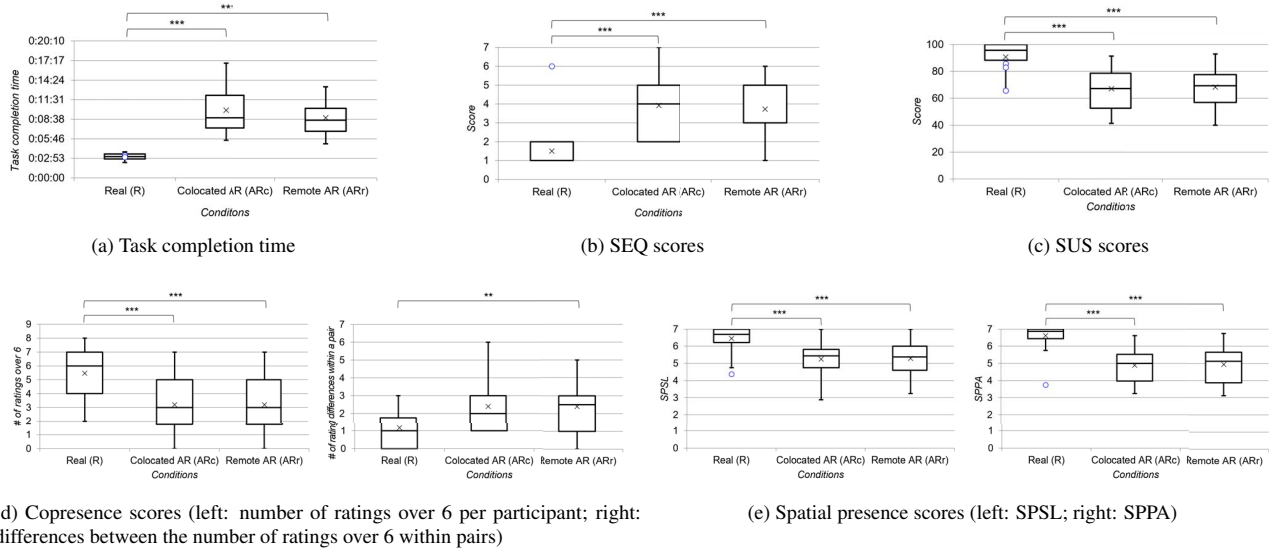 ***
***
0:20:10
0:17:17
0:14:24
0:11:31
0:08:38
0:05:46
0:02:53
0:00:00
Task completion time
Real (R) Colocated AR (ARc) Remote AR (ARr)
Conditons
(a) Task completion time
***
***
7
6
5
4
3
2
1
0
Score
Real (R) Colocated AR (ARc) Remote AR (ARr)
Conditions
(b) SEQ scores
***
***
100
80
60
40
20
0
Score
Real (R) Colocated AR (ARc) Remote AR (ARr)
Conditions
(c) SUS scores
***
***
9
8
7
6
5
4
3
2
1
0
# of ratings over 6
Real (R) Colocated AR (ARc) Remote AR (ARr)
Conditions
**
7
6
5
4
3
2
1
0
# of rating differences within a pair
Real (R) Colocated AR (ARc) Remote AR (ARr)
Conditions
d) Copresence scores (left: number of ratings over 6 per participant; right:
differences between the number of ratings over 6 within pairs)
***
***
7
6
5
4
3
2
1
0
SPSL
Real (R) Colocated AR (ARc) Remote AR (ARr)
Conditions
***
***
7
6
5
4
3
2
1
0
SPPA
Real (R) Colocated AR (ARc) Remote AR (ARr)
Conditions
(e) Spatial presence scores (left: SPSL; right: SPPA)